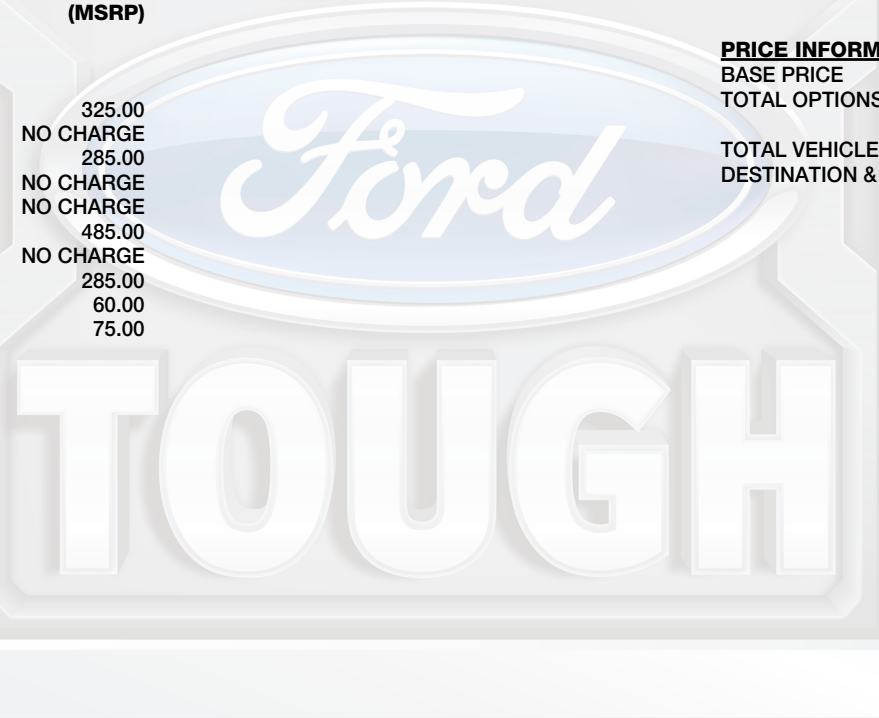 (MSRP)
325.00
NO CHARGE
285.00
NO CHARGE
NO CHARGE
485.00
NO CHARGE
285.00
60.00
75.00
PRICE INFORM
BASE PRICE
TOTAL OPTIONS
TOTAL VEHICLE
DESTINATION &
Ford
TOUGH